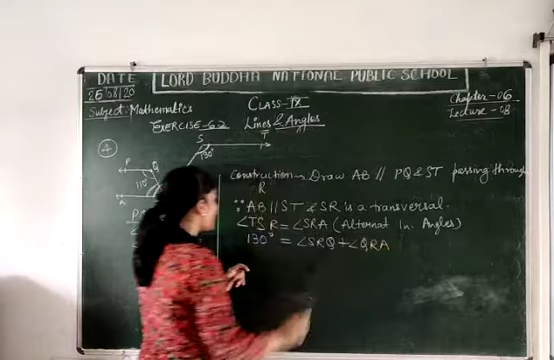 DATE
25/08/20
LORD BUDDHA NATIONAL PUBLIC SCHOOL
Subject: Mathematics
CLASS-IX
Chapter-06
Lecture-08
EXERCISE-6.2
Lines & Angles
4
S
T
130°
P
Q
110°
A
Construction → Draw AB // PQ & ST passing through
R
∵ AB // ST & SR is a transversal.
∠TSR = ∠SRA (Alternat In. Angles)
130° = ∠SRQ + ∠QRA